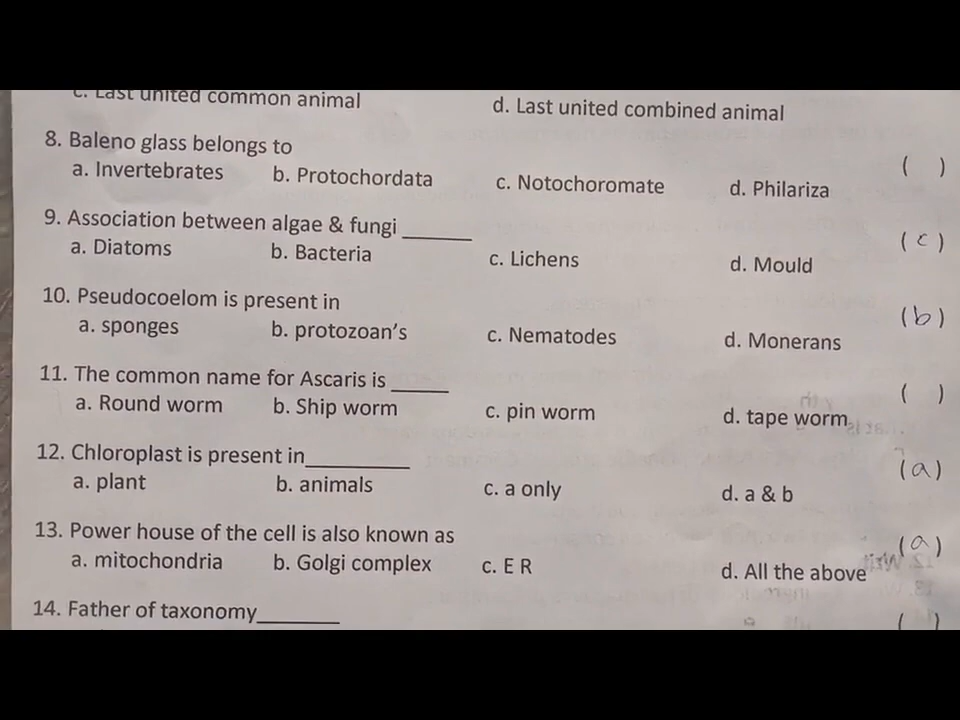 c. Last united common animal d. Last united combined animal
8. Baleno glass belongs to ( )
a. Invertebrates b. Protochordata c. Notochoromate d. Philariza
9. Association between algae & fungi ______ (c)
a. Diatoms b. Bacteria c. Lichens d. Mould
10. Pseudocoelom is present in (b)
a. sponges b. protozoan's c. Nematodes d. Monerans
11. The common name for Ascaris is _____ ( )
a. Round worm b. Ship worm c. pin worm d. tape worm
12. Chloroplast is present in_________ (a)
a. plant b. animals c. a only d. a & b
13. Power house of the cell is also known as (a)
a. mitochondria b. Golgi complex c. E R d. All the above
14. Father of taxonomy_______ ( )